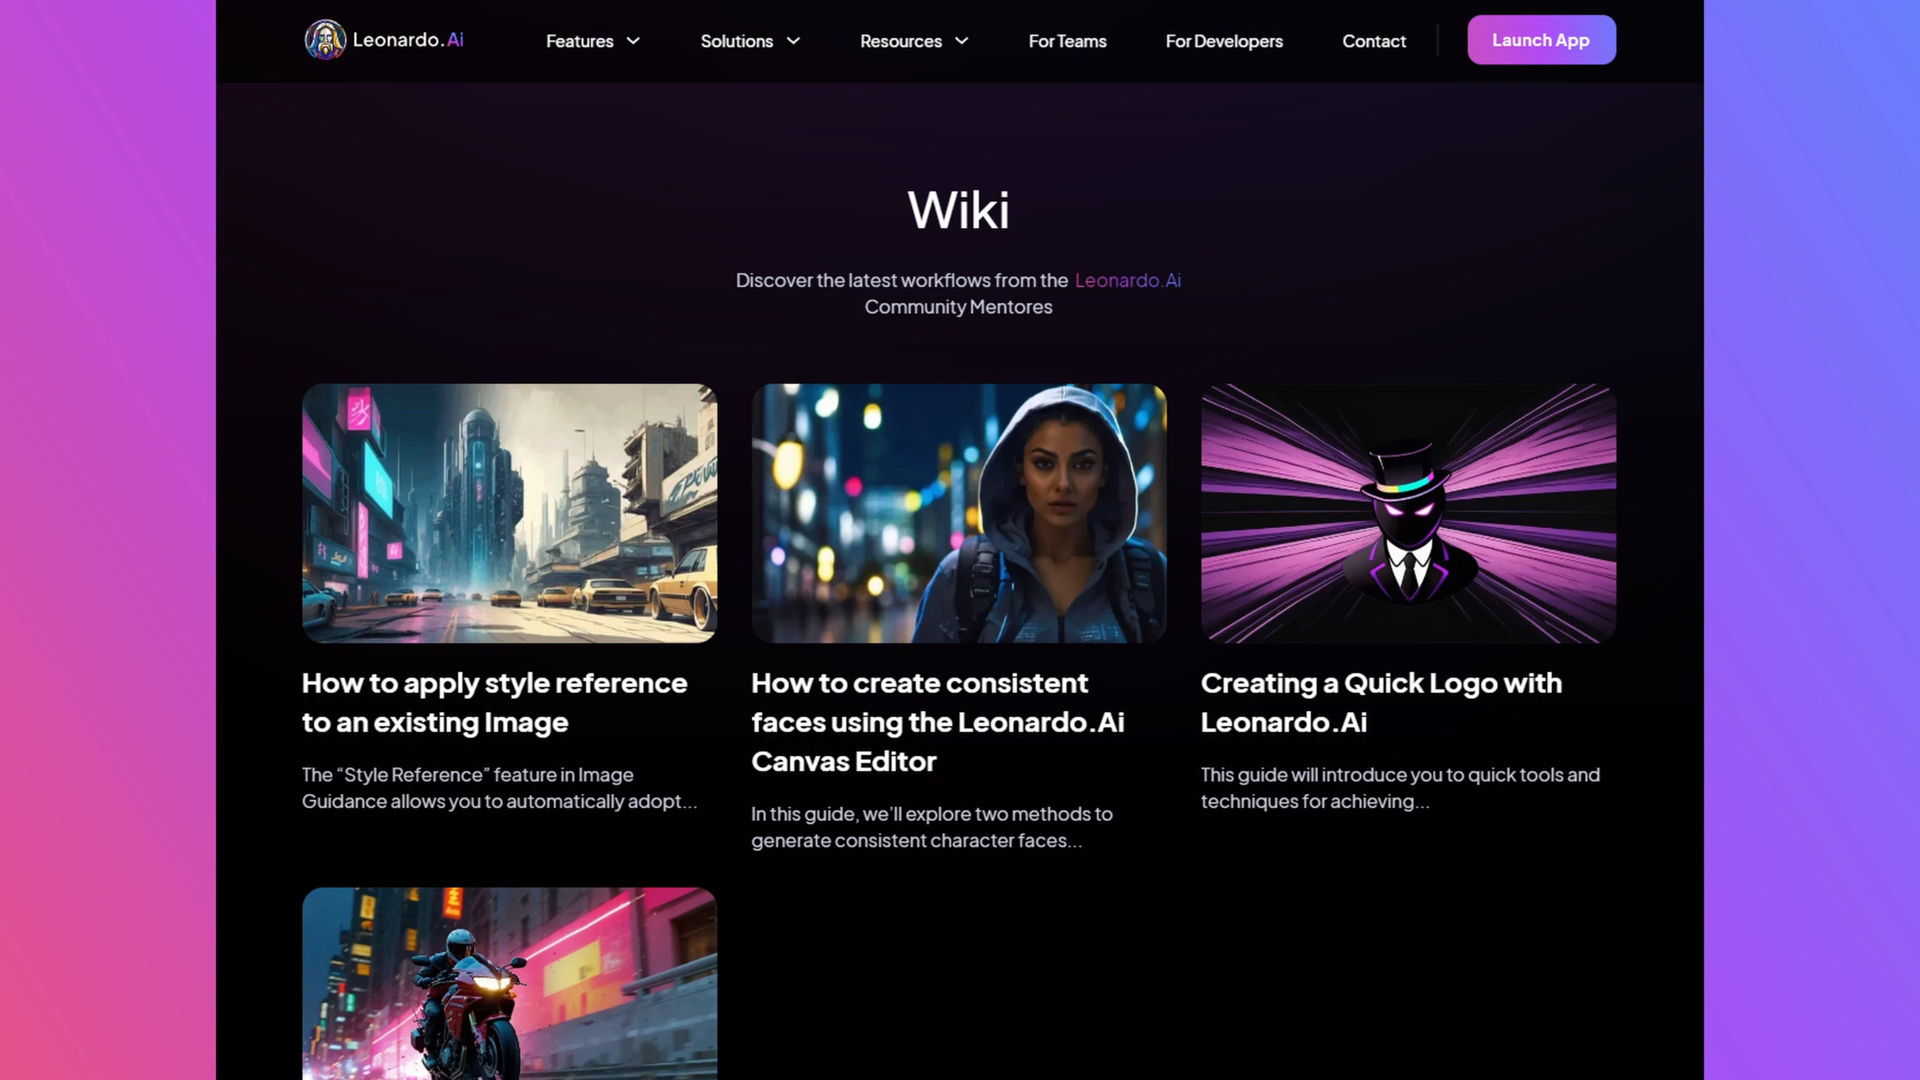 Leonardo.Ai
Features
Solutions
Resources
For Teams
For Developers
Contact
Launch App
Wiki
Discover the latest workflows from the Leonardo.Ai
Community Mentores
How to apply style reference
to an existing Image
The “Style Reference” feature in Image
Guidance allows you to automatically adopt...
How to create consistent
faces using the Leonardo.Ai
Canvas Editor
In this guide, we’ll explore two methods to
generate consistent character faces...
Creating a Quick Logo with
Leonardo.Ai
This guide will introduce you to quick tools and
techniques for achieving...